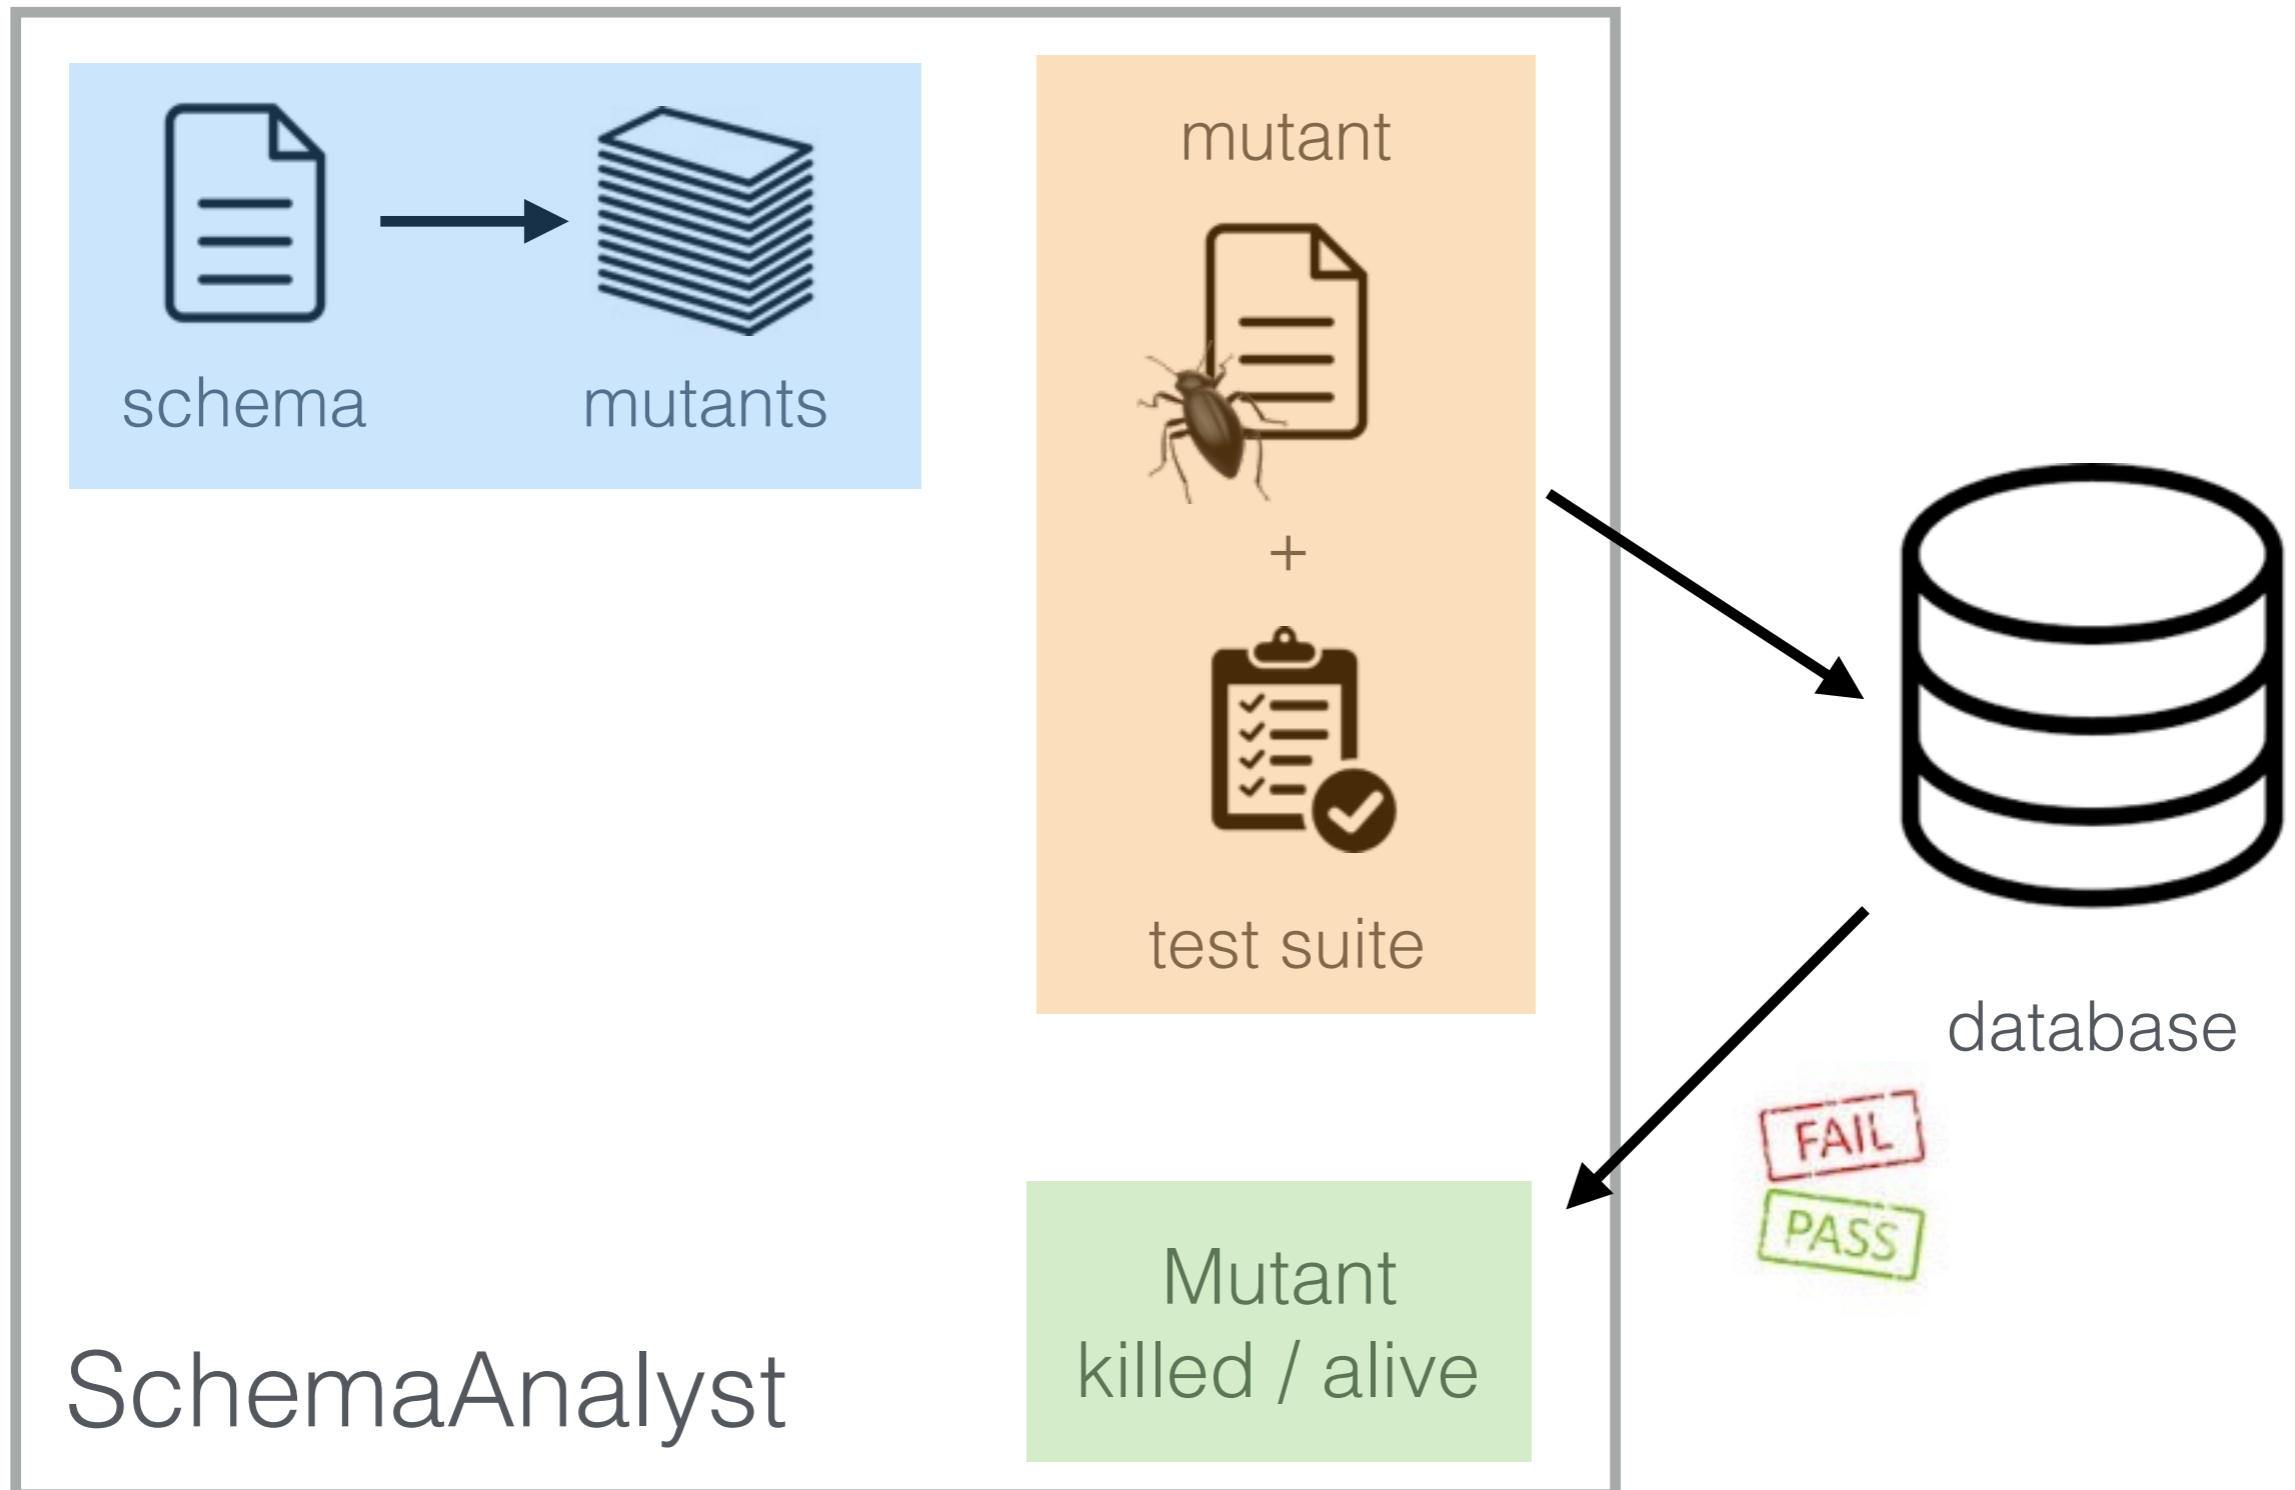 schema
mutants
mutant
+
test suite
database
FAIL
PASS
Mutant
killed / alive
SchemaAnalyst